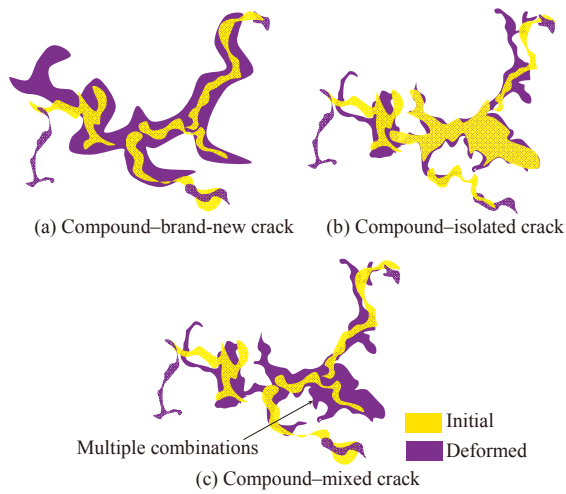 (a) Compound–brand-new crack
(b) Compound–isolated crack
Multiple combinations
Initial
Deformed
(c) Compound–mixed crack